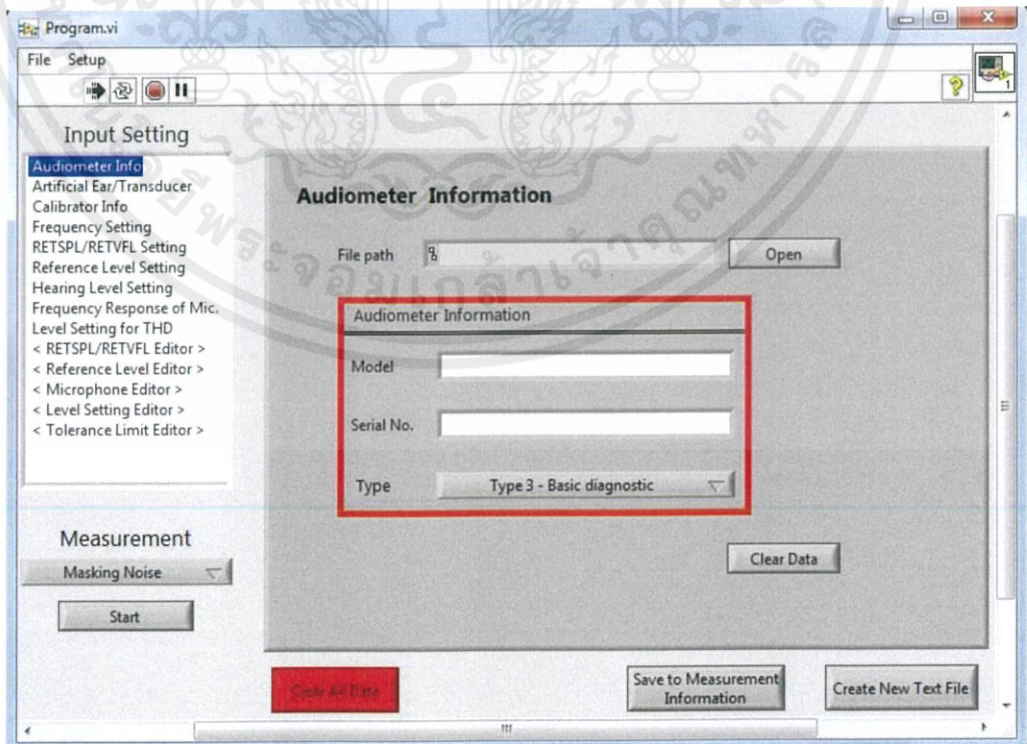 Program.vi
File Setup
Input Setting
Audiometer Info
Artificial Ear/Transducer
Calibrator Info
Frequency Setting
RETSPL/RETVFL Setting
Reference Level Setting
Hearing Level Setting
Frequency Response of Mic.
Level Setting for THD
< RETSPL/RETVFL Editor >
< Reference Level Editor >
< Microphone Editor >
< Level Setting Editor >
< Tolerance Limit Editor >
Measurement
Masking Noise
Start
Audiometer Information
File path
Open
Audiometer Information
Model
Serial No.
Type Type 3 - Basic diagnostic
Clear Data
Clear All Data
Save to Measurement
Information
Create New Text File